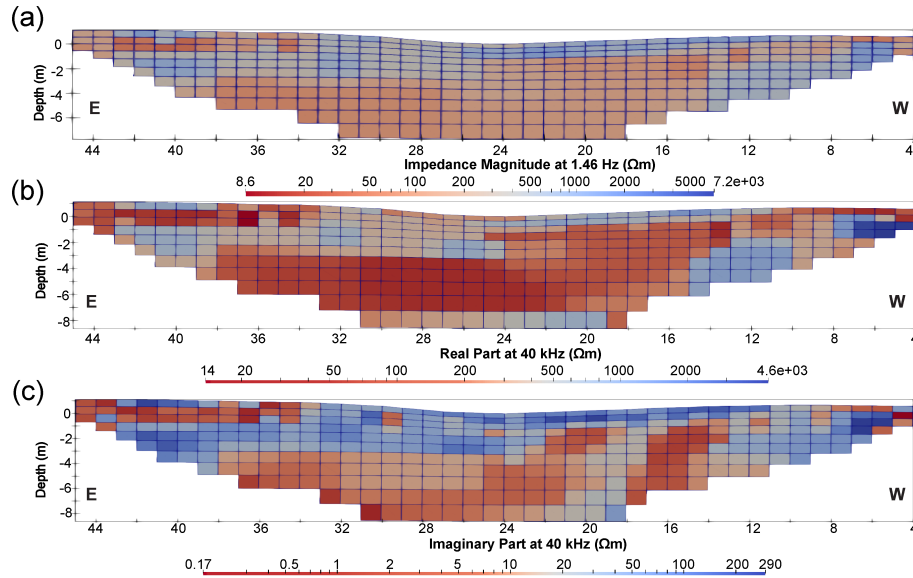 (a)
0
-2
-4
-6
Depth (m)
E
W
44 40 36 32 28 24 20 16 12 8 4
Impedance Magnitude at 1.46 Hz (Ωm)
8.6 20 50 100 200 500 1000 2000 5000 7.2e+03
(b)
0
-2
-4
-6
-8
Depth (m)
E
W
44 40 36 32 28 24 20 16 12 8 4
Real Part at 40 kHz (Ωm)
14 20 50 100 200 500 1000 2000 4.6e+03
(c)
0
-2
-4
-6
-8
Depth (m)
E
W
44 40 36 32 28 24 20 16 12 8 4
Imaginary Part at 40 kHz (Ωm)
0.17 0.5 1 2 5 10 20 50 100 200 290